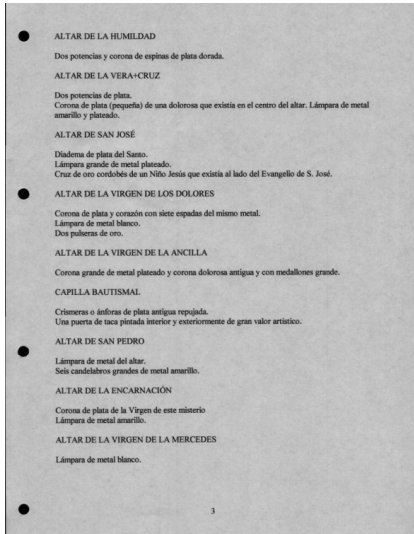 ALTAR DE LA HUMILDAD
Dos potencias y corona de espinas de plata dorada.
ALTAR DE LA VERA+CRUZ
Dos potencias de plata.
Corona de plata (pequeña) de una dolorosa que existía en el centro del altar. Lámpara de metal
amarillo y plateado.
ALTAR DE SAN JOSÉ
Diadema de plata del Santo.
Lámpara grande de metal plateado.
Cruz de oro cordobés de un Niño Jesús que existía al lado del Evangelio de S. José.
ALTAR DE LA VIRGEN DE LOS DOLORES
Corona de plata y corazón con siete espadas del mismo metal.
Lámpara de metal blanco.
Dos pulseras de oro.
ALTAR DE LA VIRGEN DE LA ANCILLA
Corona grande de metal plateado y corona dolorosa antigua y con medallones grande.
CAPILLA BAUTISMAL
Crismeras o ánforas de plata antigua repujada.
Una puerta de taca pintada interior y exteriormente de gran valor artístico.
ALTAR DE SAN PEDRO
Lámpara de metal del altar.
Seis candelabros grandes de metal amarillo.
ALTAR DE LA ENCARNACIÓN
Corona de plata de la Virgen de este misterio
Lámpara de metal amarillo.
ALTAR DE LA VIRGEN DE LA MERCEDES
Lámpara de metal blanco.
3